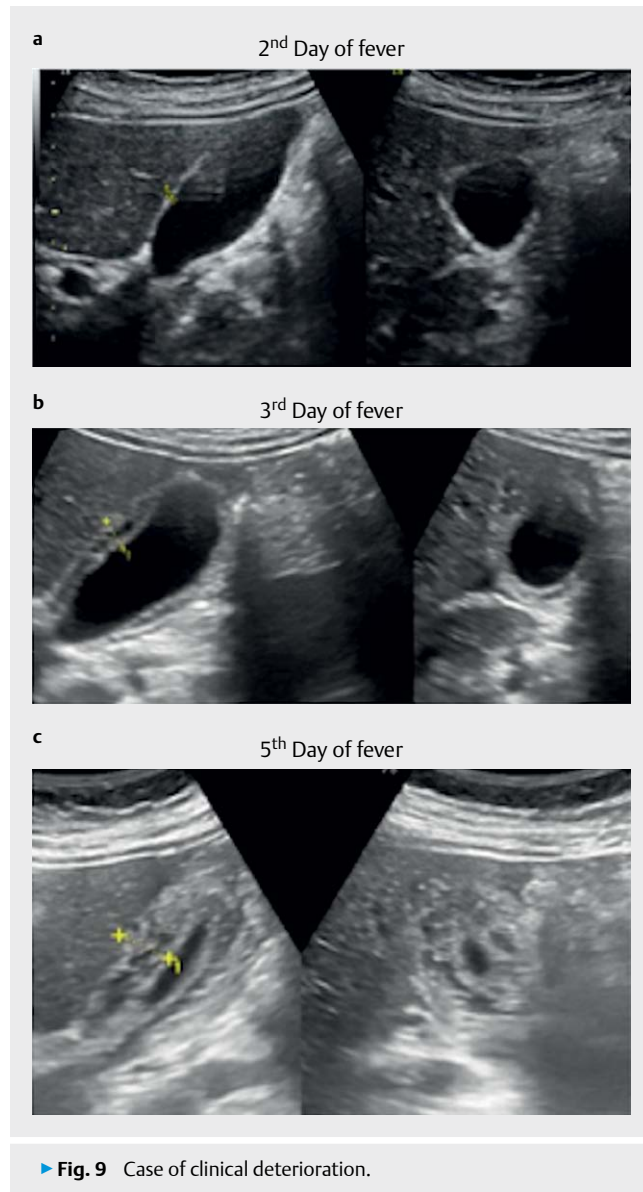 a
2nd Day of fever
b
3rd Day of fever
c
5th Day of fever
▶ Fig. 9 Case of clinical deterioration.